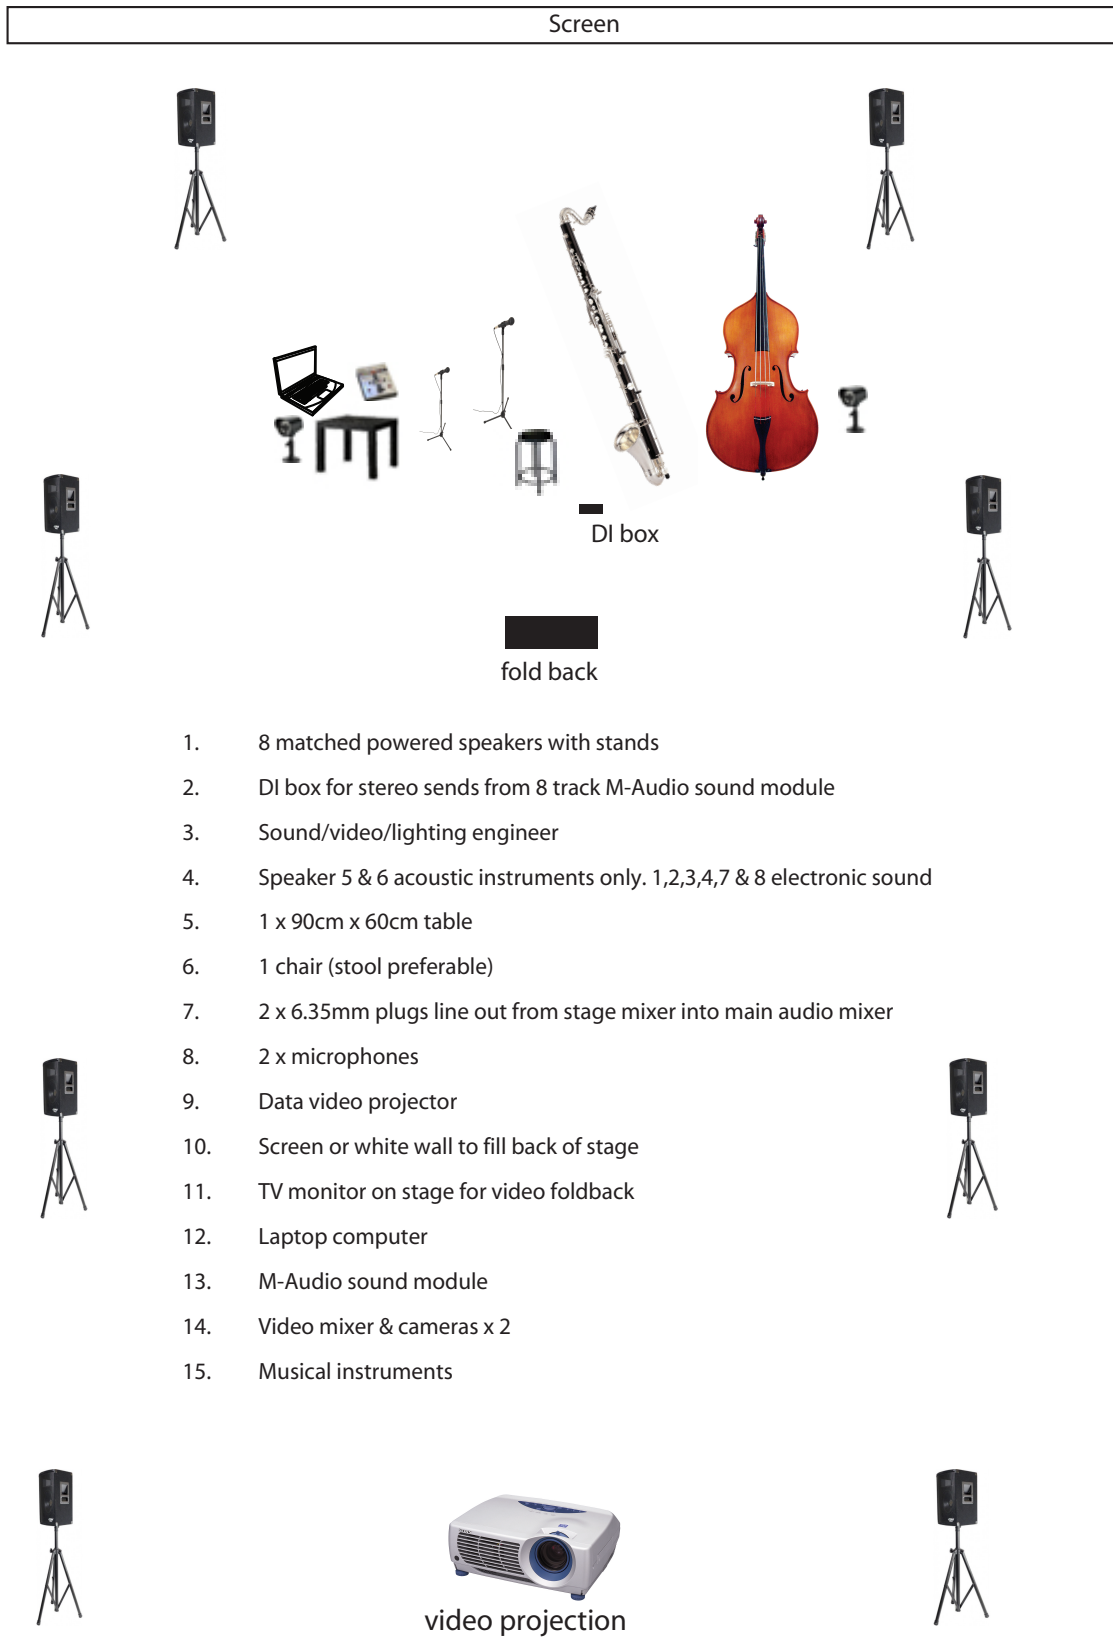 Screen
DI box
fold back
1. 8 matched powered speakers with stands
2. DI box for stereo sends from 8 track M-Audio sound module
3. Sound/video/lighting engineer
4. Speaker 5 & 6 acoustic instruments only. 1,2,3,4,7 & 8 electronic sound
5. 1 x 90cm x 60cm table
6. 1 chair (stool preferable)
7. 2 x 6.35mm plugs line out from stage mixer into main audio mixer
8. 2 x microphones
9. Data video projector
10. Screen or white wall to fill back of stage
11. TV monitor on stage for video foldback
12. Laptop computer
13. M-Audio sound module
14. Video mixer & cameras x 2
15. Musical instruments
video projection